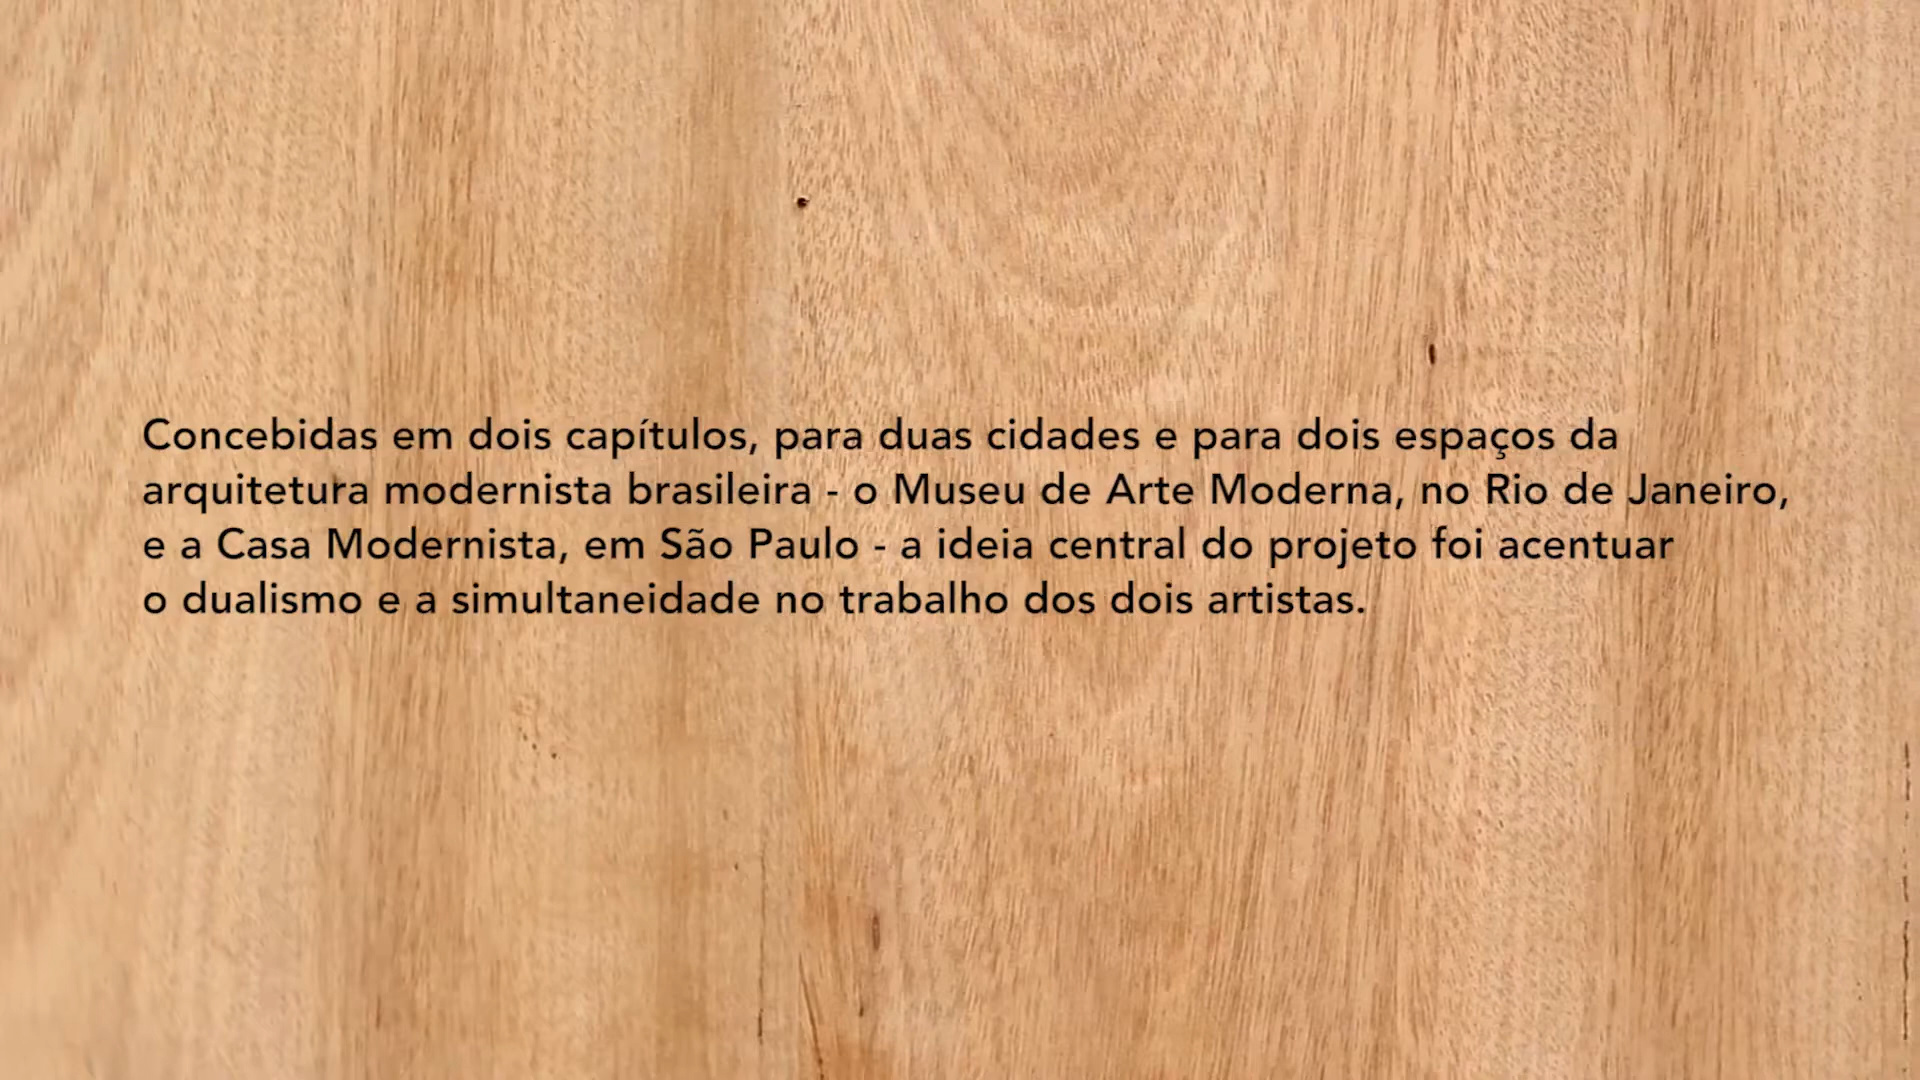 Concebidas em dois capítulos, para duas cidades e para dois espaços da
arquitetura modernista brasileira - o Museu de Arte Moderna, no Rio de Janeiro,
e a Casa Modernista, em São Paulo - a ideia central do projeto foi acentuar
o dualismo e a simultaneidade no trabalho dos dois artistas.